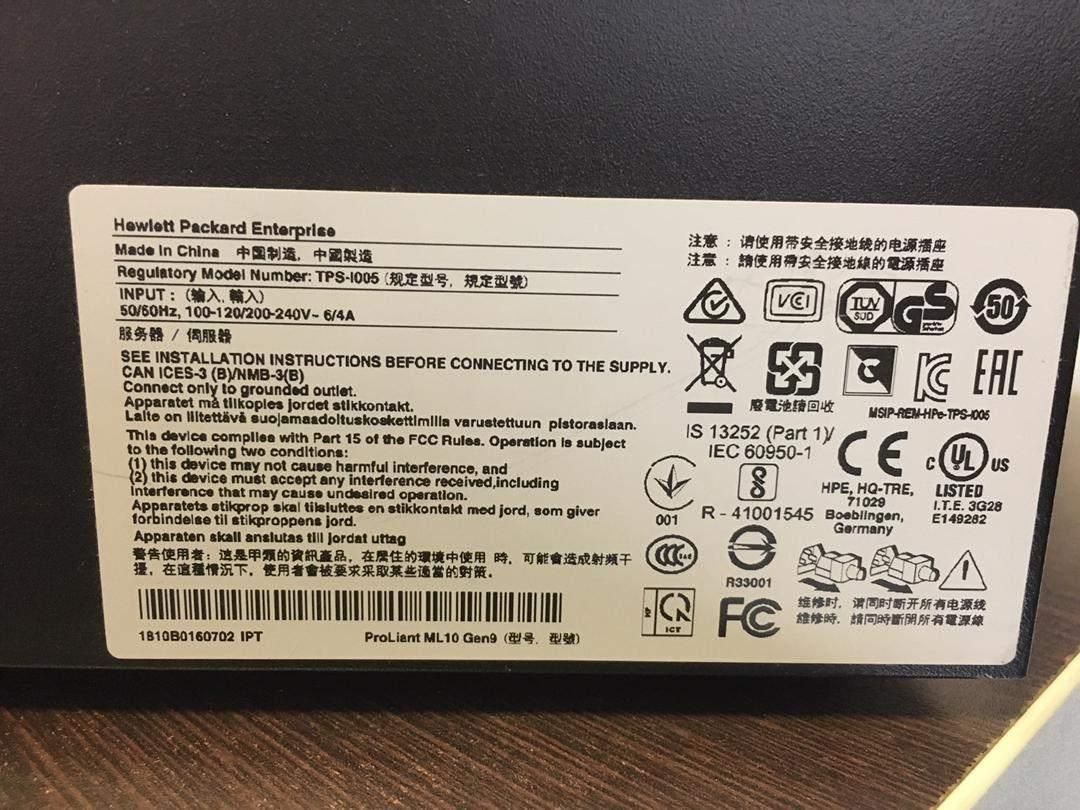 Hewlett Packard Enterprise
Made in China 中国制造, 中國製造
Regulatory Model Number: TPS-I005 (规定型号, 規定型號)
INPUT : (输入, 輸入)
50/60Hz, 100-120/200-240V~ 6/4A
服务器 / 伺服器
SEE INSTALLATION INSTRUCTIONS BEFORE CONNECTING TO THE SUPPLY.
CAN ICES-3 (B)/NMB-3(B)
Connect only to grounded outlet.
Apparatet må tilkoples jordet stikkontakt.
Laite on liitettävä suojamaadoituskoskettimilla varustettuun pistorasiaan.
This device complies with Part 15 of the FCC Rules. Operation is subject
to the following two conditions:
(1) this device may not cause harmful interference, and
(2) this device must accept any interference received,including
interference that may cause undesired operation.
Apparatets stikprop skal tilsluttes en stikkontakt med jord, som giver
forbindelse til stikproppens jord.
Apparaten skall anslutas till jordat uttag
警告使用者: 這是甲類的資訊產品, 在居住的環境中使用 時, 可能會造成射頻干
擾, 在這種情況下, 使用者會被要求采取某些適當的對策。
1810B0160702 IPT
ProLiant ML10 Gen9 (型号, 型號)
注意 : 请使用带安全接地线的电源插座
注意 : 請使用帶安全接地線的電源插座
VCI
TUV
SUD
GS
50
廢電池請回收
EAC
MSIP-REM-HPe-TPS-I005
IS 13252 (Part 1)/
IEC 60950-1
R - 41001545
CE
HPE, HQ-TRE,
71029
Boeblingen,
Germany
C UL US
LISTED
I.T.E. 3G28
E149282
001
CCC
R33001
ICT
FC
维修时, 请同时断开所有电源线
維修時, 請同時斷開所有電源線